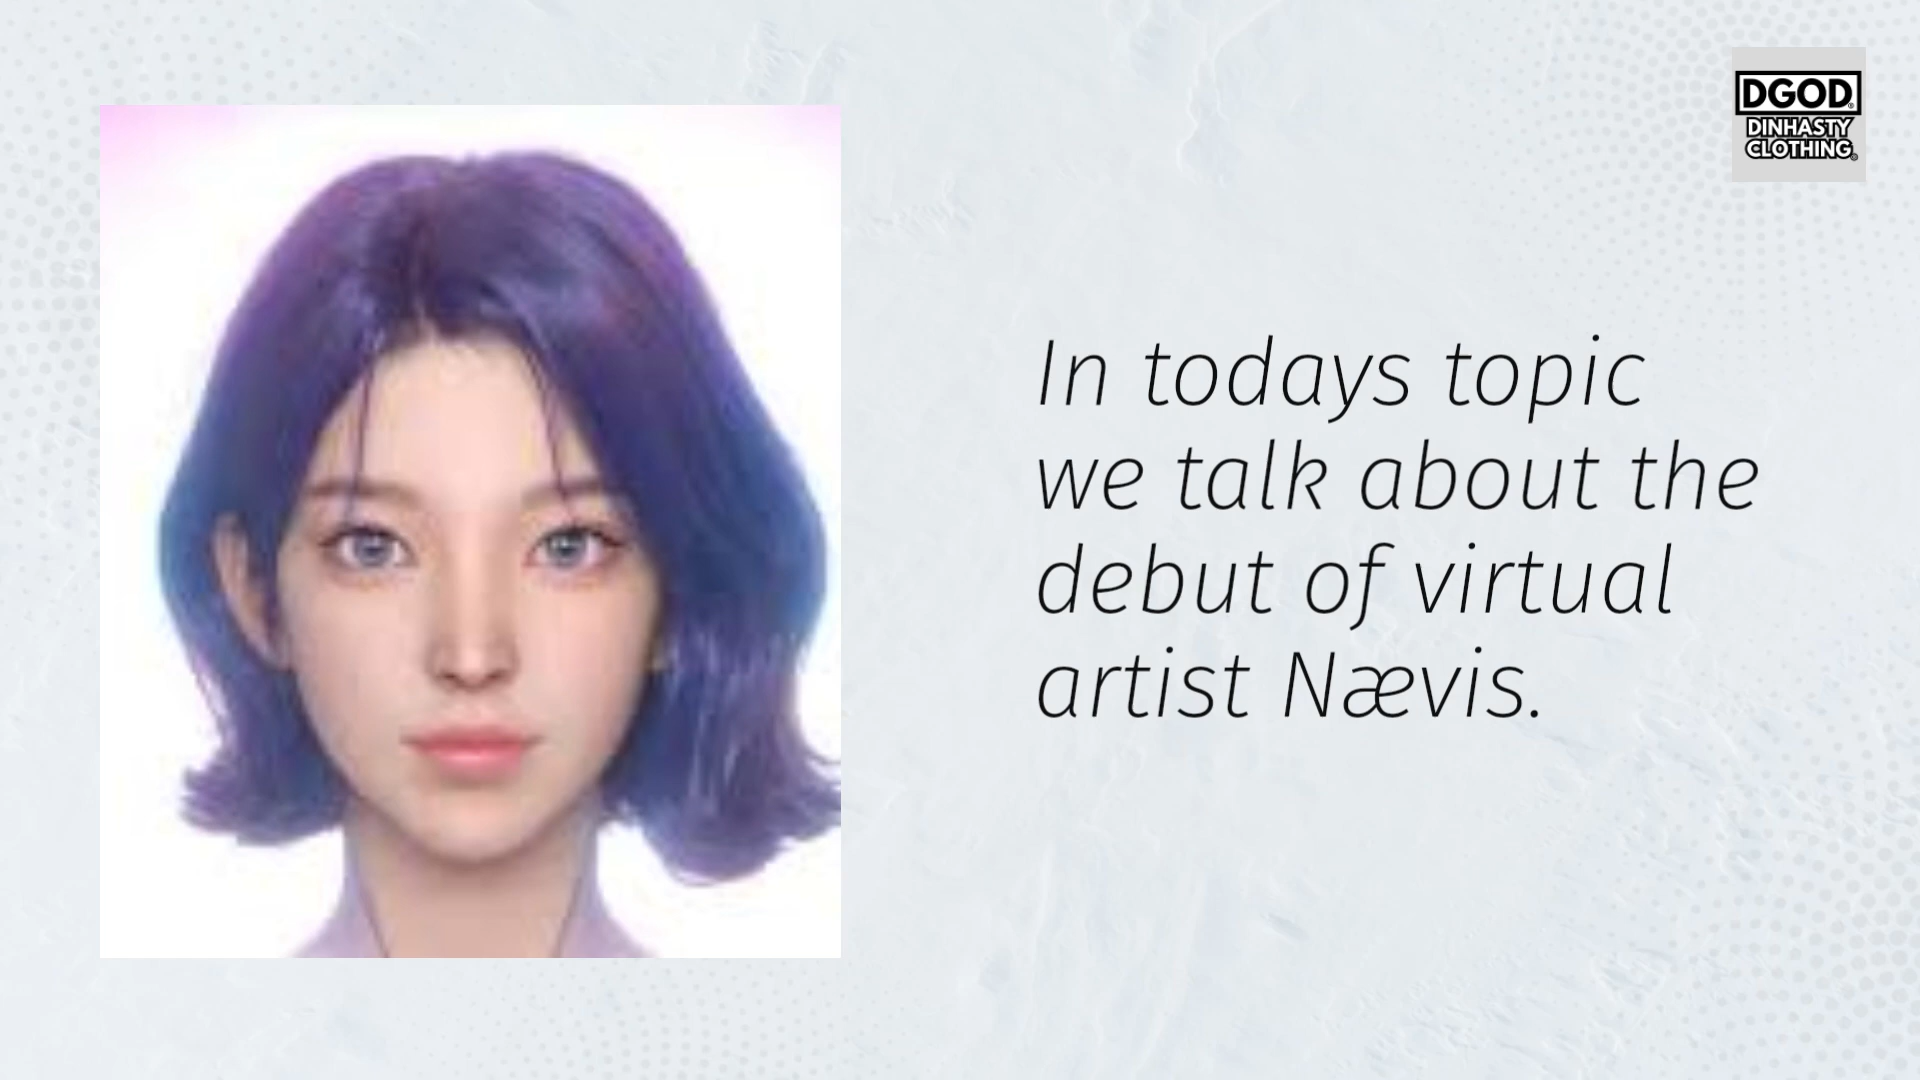 DGOD
DINHASTY
CLOTHING
In todays topic
we talk about the
debut of virtual
artist Nævis.